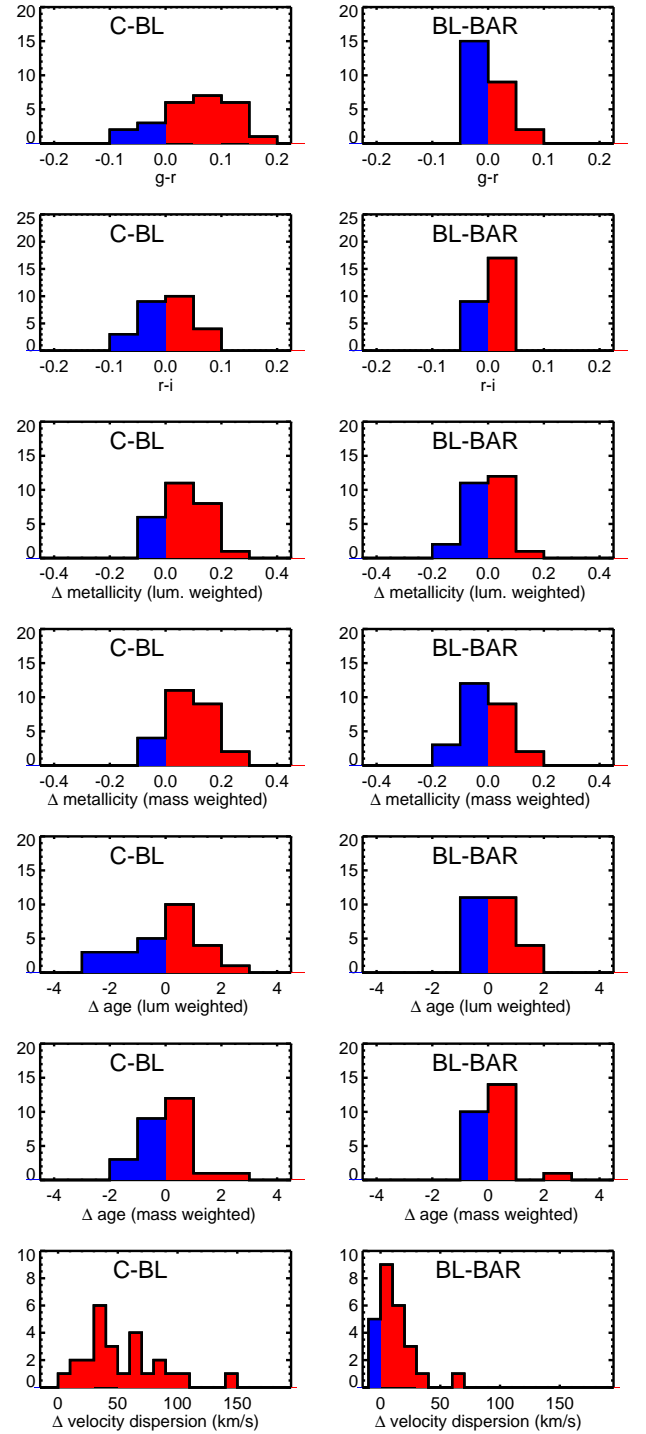 C-BL
20
15
10
5
0
-0.2 -0.1 0.0 0.1 0.2
g-r
BL-BAR
20
15
10
5
0
-0.2 -0.1 0.0 0.1 0.2
g-r
C-BL
25
20
15
10
5
0
-0.2 -0.1 0.0 0.1 0.2
r-i
BL-BAR
25
20
15
10
5
0
-0.2 -0.1 0.0 0.1 0.2
r-i
C-BL
20
15
10
5
0
-0.4 -0.2 0.0 0.2 0.4
Δ metallicity (lum. weighted)
BL-BAR
20
15
10
5
0
-0.4 -0.2 0.0 0.2 0.4
Δ metallicity (lum. weighted)
C-BL
20
15
10
5
0
-0.4 -0.2 0.0 0.2 0.4
Δ metallicity (mass weighted)
BL-BAR
20
15
10
5
0
-0.4 -0.2 0.0 0.2 0.4
Δ metallicity (mass weighted)
C-BL
20
15
10
5
0
-4 -2 0 2 4
Δ age (lum weighted)
BL-BAR
20
15
10
5
0
-4 -2 0 2 4
Δ age (lum weighted)
C-BL
20
15
10
5
0
-4 -2 0 2 4
Δ age (mass weighted)
BL-BAR
20
15
10
5
0
-4 -2 0 2 4
Δ age (mass weighted)
C-BL
10
8
6
4
2
0
0 50 100 150
Δ velocity dispersion (km/s)
BL-BAR
10
8
6
4
2
0
0 50 100 150
Δ velocity dispersion (km/s)